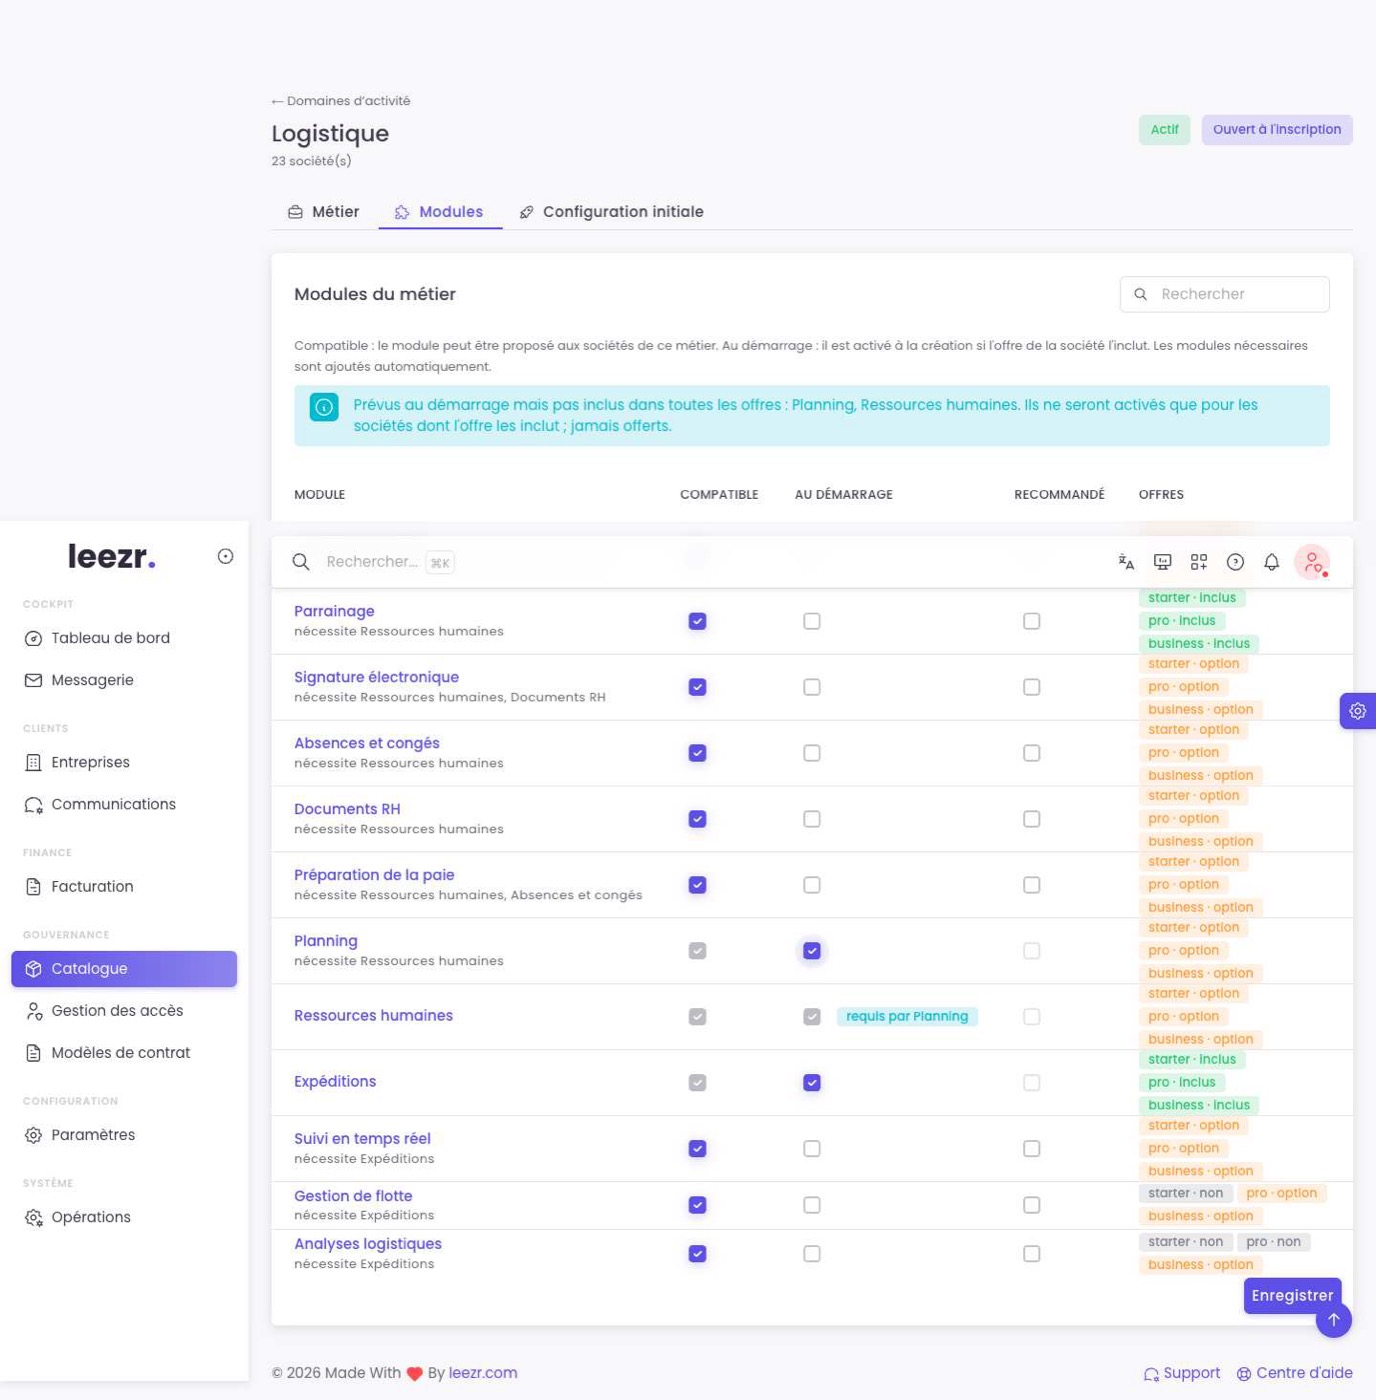 ← Domaines d'activité
Logistique
23 société(s)
Actif
Ouvert à l'inscription
Métier
Modules
Configuration initiale
Modules du métier
Rechercher
Compatible : le module peut être proposé aux sociétés de ce métier. Au démarrage : il est activé à la création si l'offre de la société l'inclut. Les modules nécessaires
sont ajoutés automatiquement.
Prévus au démarrage mais pas inclus dans toutes les offres : Planning, Ressources humaines. Ils ne seront activés que pour les
sociétés dont l'offre les inclut ; jamais offerts.
MODULE COMPATIBLE AU DÉMARRAGE RECOMMANDÉ OFFRES
leezr.
COCKPIT
Tableau de bord
Messagerie
CLIENTS
Entreprises
Communications
FINANCE
Facturation
GOUVERNANCE
Catalogue
Gestion des accès
Modèles de contrat
CONFIGURATION
Paramètres
SYSTÈME
Opérations
Rechercher... ⌘K
Parrainage
nécessite Ressources humaines
starter · inclus
pro · inclus
business · inclus
Signature électronique
nécessite Ressources humaines, Documents RH
starter · option
pro · option
business · option
Absences et congés
nécessite Ressources humaines
starter · option
pro · option
business · option
Documents RH
nécessite Ressources humaines
starter · option
pro · option
business · option
Préparation de la paie
nécessite Ressources humaines, Absences et congés
starter · option
pro · option
business · option
Planning
nécessite Ressources humaines
starter · option
pro · option
business · option
Ressources humaines
requis par Planning
starter · option
pro · option
business · option
Expéditions
starter · inclus
pro · inclus
business · inclus
Suivi en temps réel
nécessite Expéditions
starter · option
pro · option
business · option
Gestion de flotte
nécessite Expéditions
starter · non pro · option
business · option
Analyses logistiques
nécessite Expéditions
starter · non pro · non
business · option
Enregistrer
© 2026 Made With ❤ By leezr.com
Support
Centre d'aide